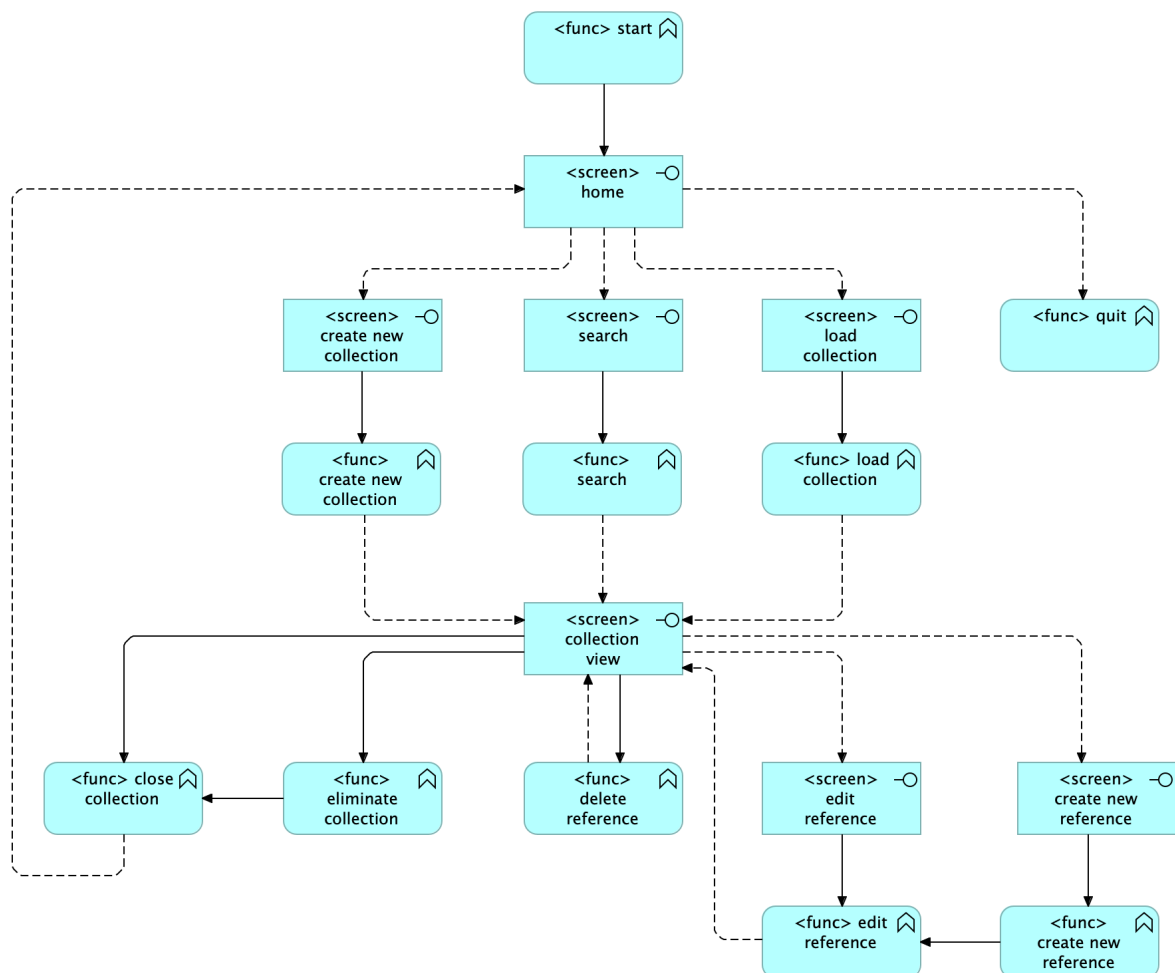 <func> start
<screen>
home
<screen>
create new
collection
<screen>
search
<screen>
load
collection
<func> quit
<func>
create new
collection
<func>
search
<func> load
collection
<screen>
collection
view
<func> close
collection
<func>
eliminate
collection
<func>
delete
reference
<screen>
edit
reference
<screen>
create new
reference
<func> edit
reference
<func>
create new
reference